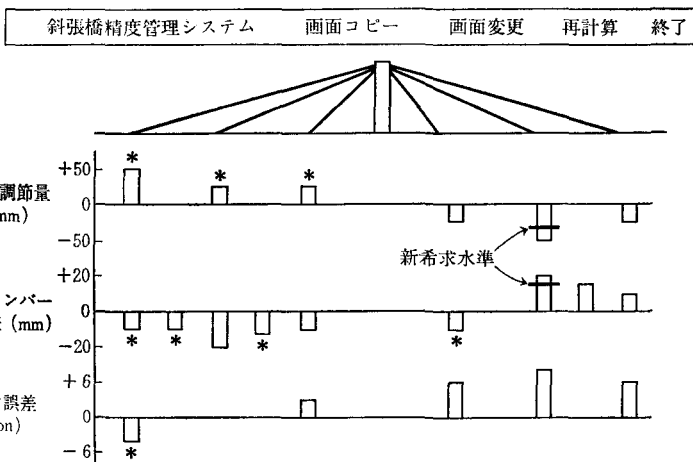 斜張橋精度管理システム 画面コピー 画面変更 再計算 終了
+50
*
*
*
調節量
(mm)
0
-50
新希求水準
+20
ンバー
(mm)
0
-20
*
*
*
*
+6
誤差
on)
0
-6
*